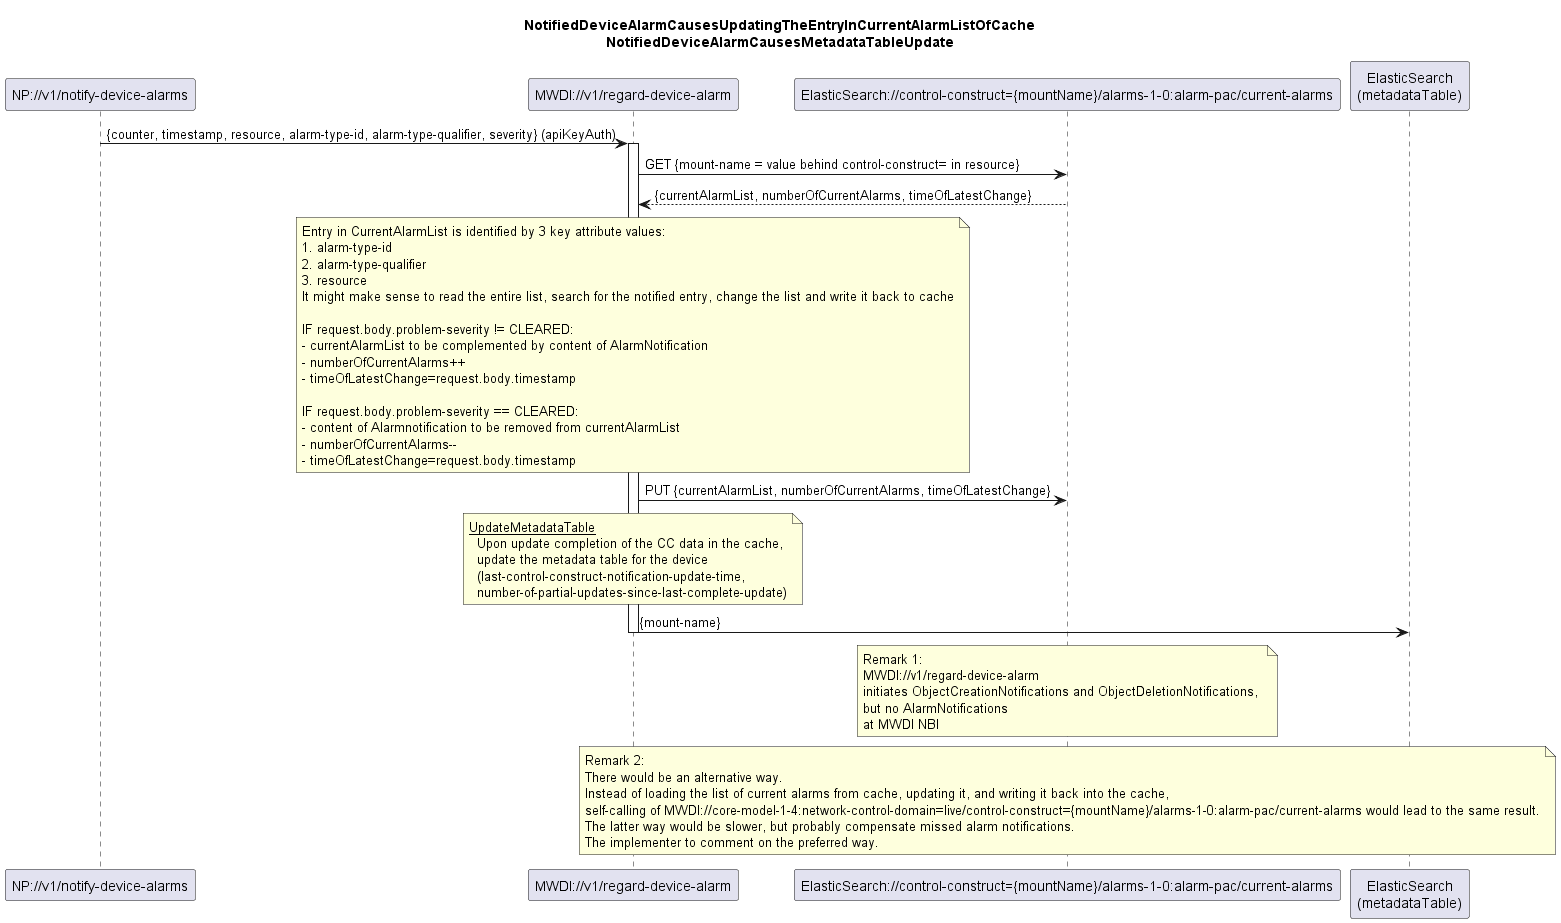 NotifiedDeviceAlarmCausesUpdatingTheEntryInCurrentAlarmListOfCache
NotifiedDeviceAlarmCausesMetadataTableUpdate
NP://v1/notify-device-alarms
MWDI://v1/regard-device-alarm
ElasticSearch://control-construct={mountName}/alarms-1-0:alarm-pac/current-alarms
ElasticSearch
(metadataTable)
{counter, timestamp, resource, alarm-type-id, alarm-type-qualifier, severity} (apiKeyAuth)
GET {mount-name = value behind control-construct= in resource}
{currentAlarmList, numberOfCurrentAlarms, timeOfLatestChange}
Entry in CurrentAlarmList is identified by 3 key attribute values:
1. alarm-type-id
2. alarm-type-qualifier
3. resource
It might make sense to read the entire list, search for the notified entry, change the list and write it back to cache
IF request.body.problem-severity != CLEARED:
- currentAlarmList to be complemented by content of AlarmNotification
- numberOfCurrentAlarms++
- timeOfLatestChange=request.body.timestamp
IF request.body.problem-severity == CLEARED:
- content of Alarmnotification to be removed from currentAlarmList
- numberOfCurrentAlarms--
- timeOfLatestChange=request.body.timestamp
PUT {currentAlarmList, numberOfCurrentAlarms, timeOfLatestChange}
UpdateMetadataTable
Upon update completion of the CC data in the cache,
update the metadata table for the device
(last-control-construct-notification-update-time,
number-of-partial-updates-since-last-complete-update)
{mount-name}
Remark 1:
MWDI://v1/regard-device-alarm
initiates ObjectCreationNotifications and ObjectDeletionNotifications,
but no AlarmNotifications
at MWDI NBI
Remark 2:
There would be an alternative way.
Instead of loading the list of current alarms from cache, updating it, and writing it back into the cache,
self-calling of MWDI://core-model-1-4:network-control-domain=live/control-construct={mountName}/alarms-1-0:alarm-pac/current-alarms would lead to the same result.
The latter way would be slower, but probably compensate missed alarm notifications.
The implementer to comment on the preferred way.
NP://v1/notify-device-alarms
MWDI://v1/regard-device-alarm
ElasticSearch://control-construct={mountName}/alarms-1-0:alarm-pac/current-alarms
ElasticSearch
(metadataTable)